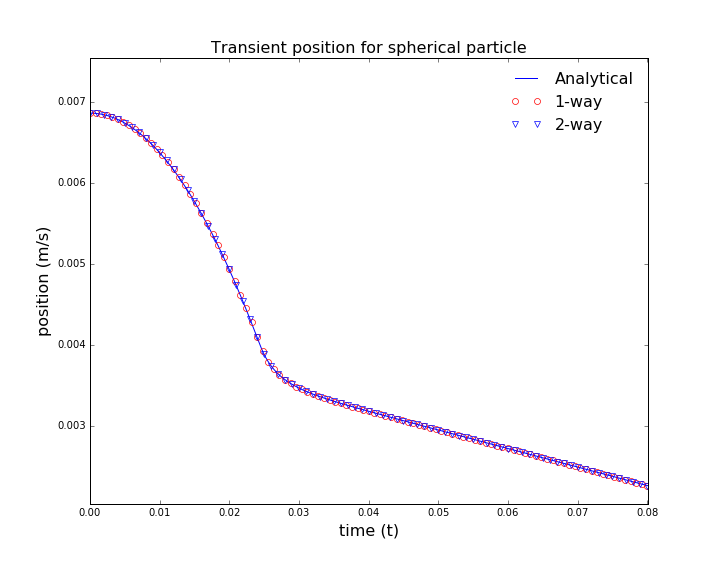 Transient position for spherical particle
Analytical
1-way
2-way
0.007
0.006
0.005
0.004
0.003
position (m/s)
0.00 0.01 0.02 0.03 0.04 0.05 0.06 0.07 0.08
time (t)